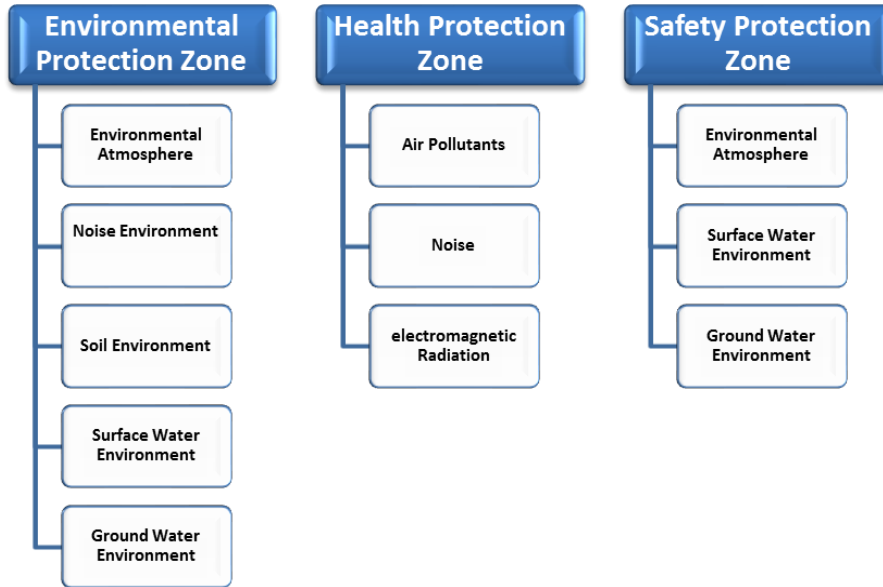 Environmental
Protection Zone
Environmental
Atmosphere
Noise Environment
Soil Environment
Surface Water
Environment
Ground Water
Environment
Health Protection
Zone
Air Pollutants
Noise
electromagnetic
Radiation
Safety Protection
Zone
Environmental
Atmosphere
Surface Water
Environment
Ground Water
Environment